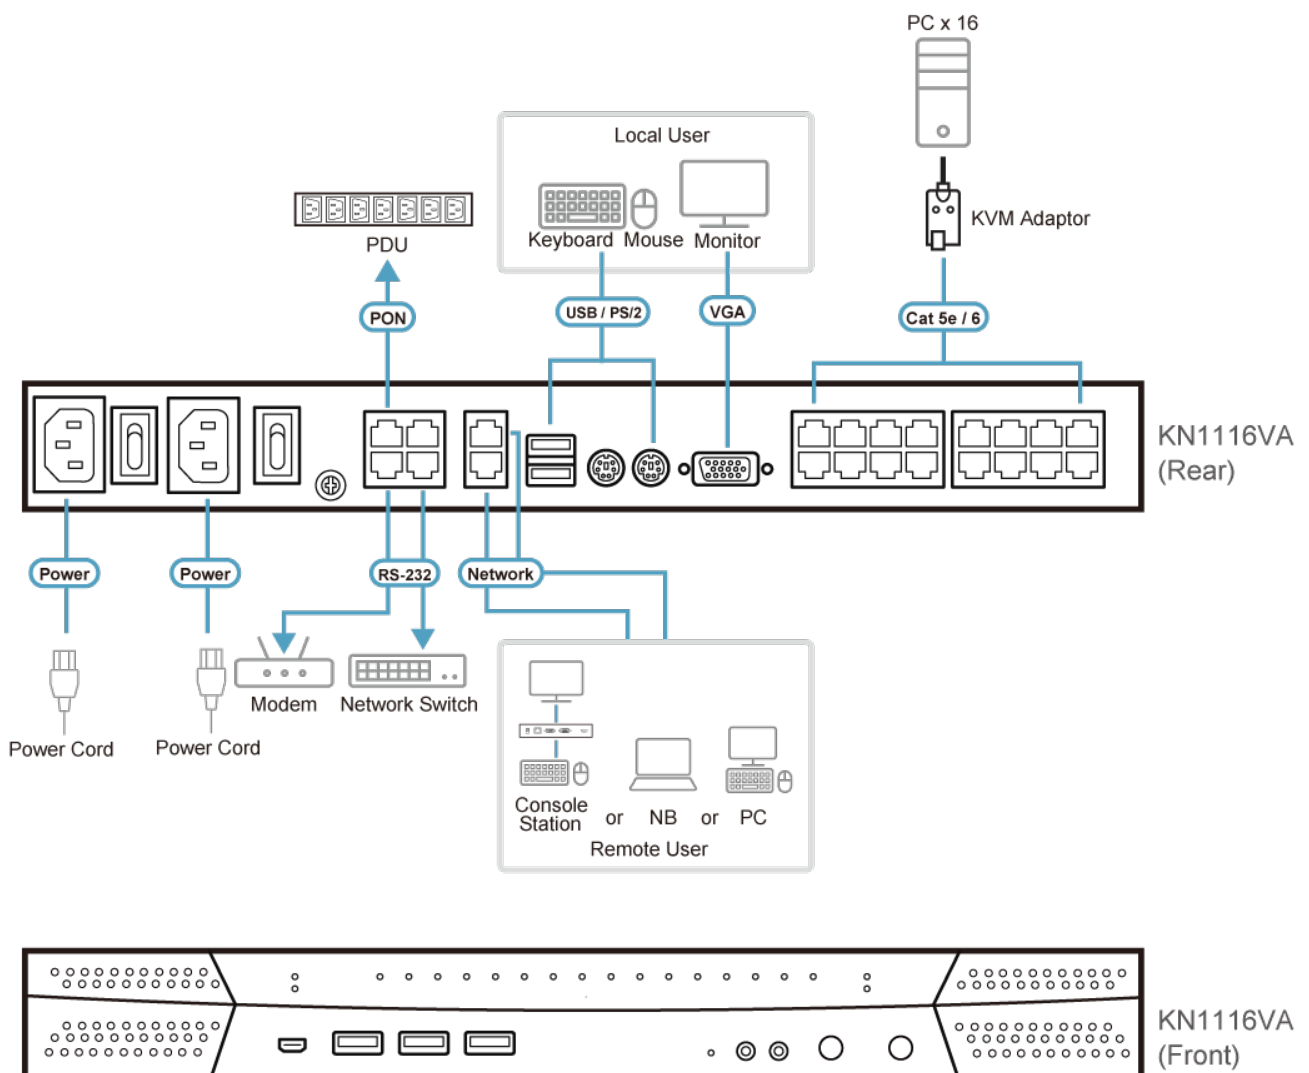 PC x 16
Local User
KVM Adaptor
Keyboard Mouse Monitor
PDU
PON
USB / PS/2
VGA
Cat 5e / 6
KN1116VA
(Rear)
Power
Power
RS-232
Network
Modem
Network Switch
Power Cord
Power Cord
Console
Station
or
NB
or
PC
Remote User
KN1116VA
(Front)